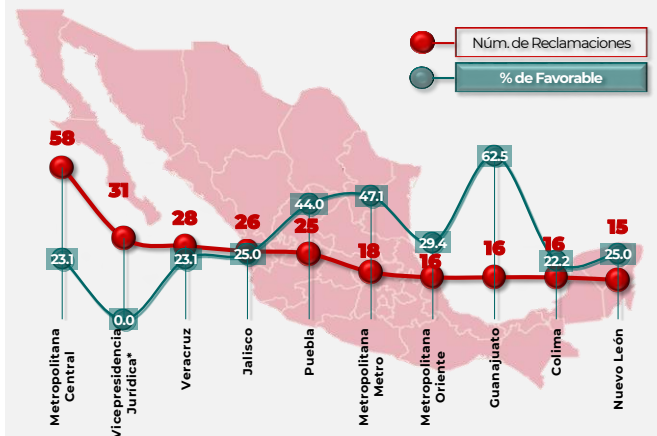 Núm. de Reclamaciones
% de Favorable
58
31
28
26
25
18
16
16
16
15
23.1
0.0
23.1
25.0
44.0
47.1
29.4
62.5
22.2
25.0
Metropolitana
Central
Vicepresidencia
Jurídica*
Veracruz
Jalisco
Puebla
Metropolitana
Metro
Metropolitana
Oriente
Guanajuato
Colima
Nuevo León